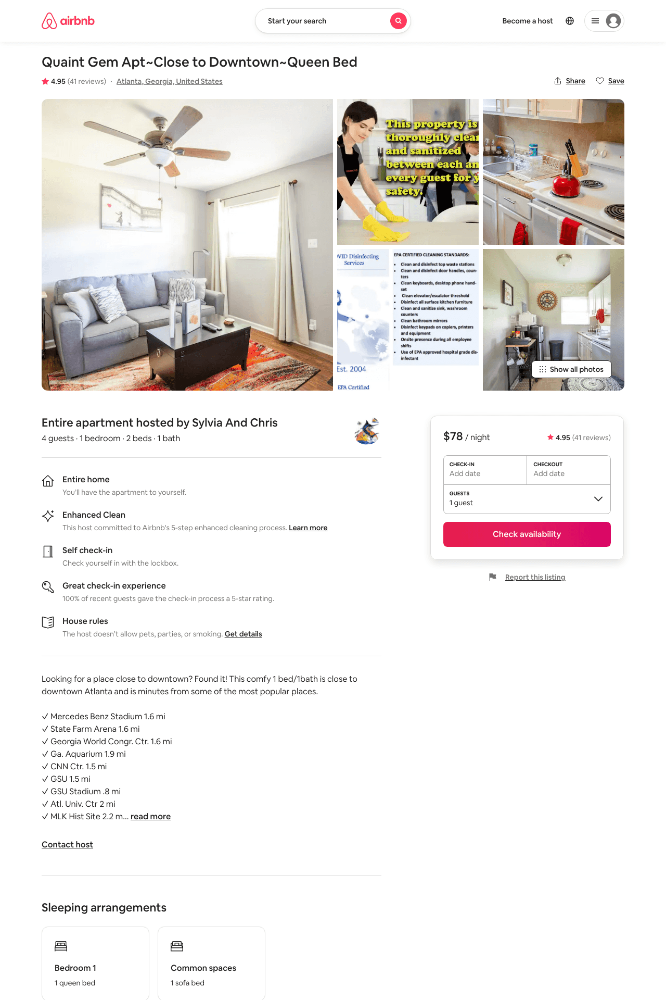 airbnb
Start your search
Become a host
Quaint Gem Apt~Close to Downtown~Queen Bed
4.95 (41 reviews) · Atlanta, Georgia, United States
Share
Save
This property is
thoroughly clean
and sanitized
between each an
every guest for y
safety.
OVID Disinfecting
Services
Est. 2004
EPA Certified
EPA CERTIFIED CLEANING STANDARDS:
• Clean and disinfect top waste stations
• Clean and disinfect door handles, coun-
ters
• Clean keyboards, desktop phone hand-
set
• Clean elevator/escalator threshold
• Disinfect all surface kitchen furniture
• Clean and sanitize sink, washroom
counters
• Clean bathroom mirrors
• Disinfect keypads on copiers, printers
and equipment
• Onsite presence during all employee
shifts
• Use of EPA approved hospital grade dis-
infectant
Show all photos
Entire apartment hosted by Sylvia And Chris
4 guests · 1 bedroom · 2 beds · 1 bath
Entire home
You’ll have the apartment to yourself.
Enhanced Clean
This host committed to Airbnb's 5-step enhanced cleaning process. Learn more
Self check-in
Check yourself in with the lockbox.
Great check-in experience
100% of recent guests gave the check-in process a 5-star rating.
House rules
The host doesn’t allow pets, parties, or smoking. Get details
$78 / night
4.95 (41 reviews)
CHECK-IN
Add date
CHECKOUT
Add date
GUESTS
1 guest
Check availability
Report this listing
Looking for a place close to downtown? Found it! This comfy 1 bed/1bath is close to
downtown Atlanta and is minutes from some of the most popular places.
✓ Mercedes Benz Stadium 1.6 mi
✓ State Farm Arena 1.6 mi
✓ Georgia World Congr. Ctr. 1.6 mi
✓ Ga. Aquarium 1.9 mi
✓ CNN Ctr. 1.5 mi
✓ GSU 1.5 mi
✓ GSU Stadium .8 mi
✓ Atl. Univ. Ctr 2 mi
✓ MLK Hist Site 2.2 m... read more
Contact host
Sleeping arrangements
Bedroom 1
1 queen bed
Common spaces
1 sofa bed